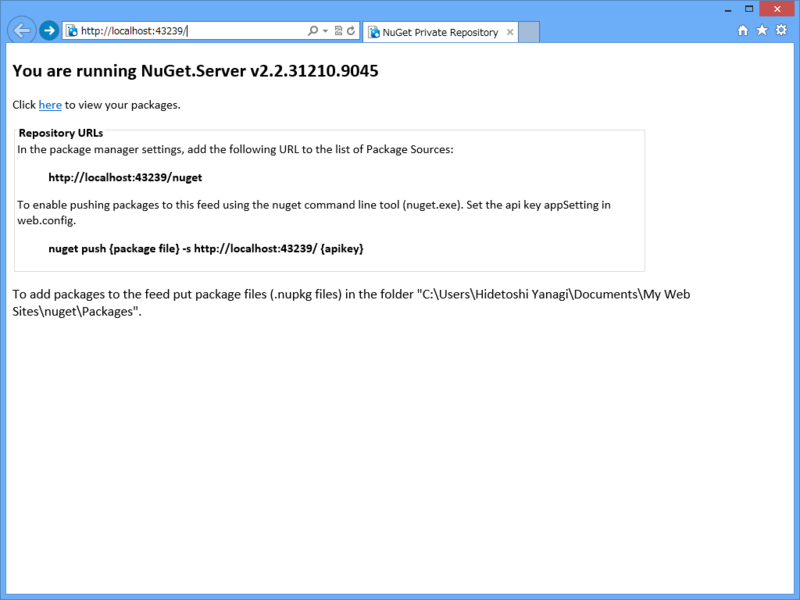 http://localhost:43239/
NuGet Private Repository
You are running NuGet.Server v2.2.31210.9045
Click here to view your packages.
Repository URLs
In the package manager settings, add the following URL to the list of Package Sources:
http://localhost:43239/nuget
To enable pushing packages to this feed using the nuget command line tool (nuget.exe). Set the api key appSetting in
web.config.
nuget push {package file} -s http://localhost:43239/ {apikey}
To add packages to the feed put package files (.nupkg files) in the folder "C:\Users\Hidetoshi Yanagi\Documents\My Web
Sites\nuget\Packages".